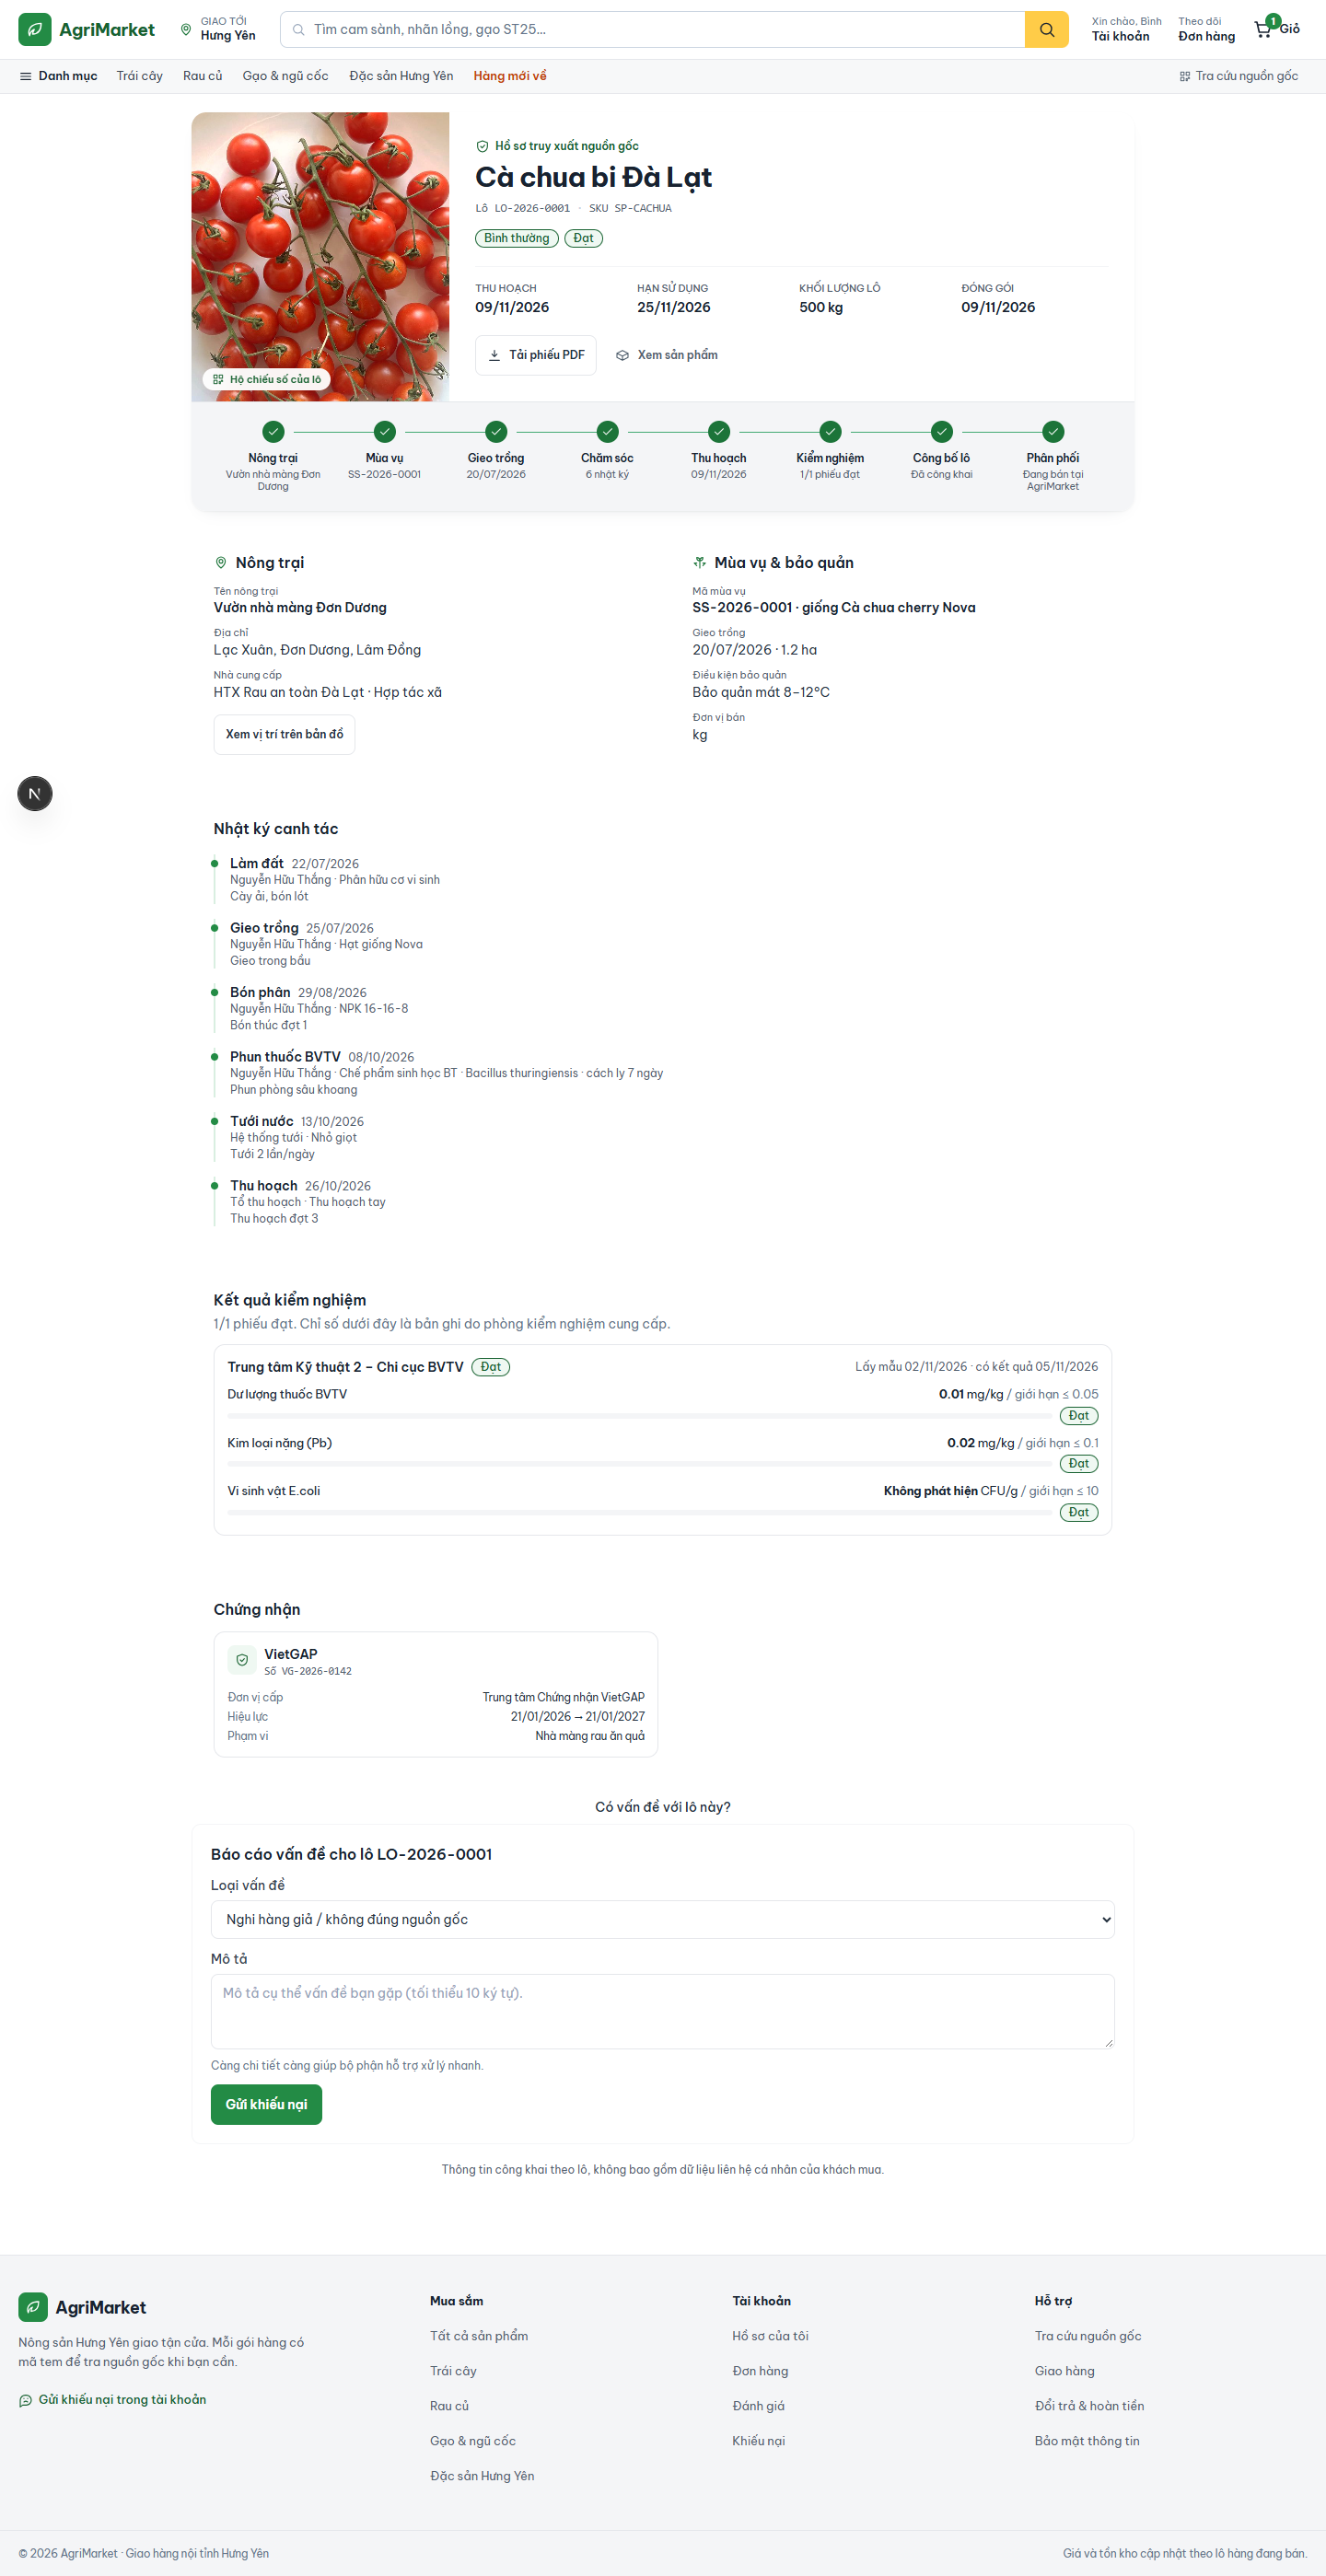 AgriMarket
GIAO TỚI
Hưng Yên
Tìm cam sành, nhãn lồng, gạo ST25...
Xin chào, Bình
Tài khoản
Theo dõi
Đơn hàng
1
Giỏ
Danh mục
Trái cây
Rau củ
Gạo & ngũ cốc
Đặc sản Hưng Yên
Hàng mới về
Tra cứu nguồn gốc
Hộ chiếu số của lô
Hồ sơ truy xuất nguồn gốc
Cà chua bi Đà Lạt
Lô LO-2026-0001 · SKU SP-CACHUA
Bình thường
Đạt
THU HOẠCH
09/11/2026
HẠN SỬ DỤNG
25/11/2026
KHỐI LƯỢNG LÔ
500 kg
ĐÓNG GÓI
09/11/2026
Tải phiếu PDF
Xem sản phẩm
Nông trại
Vườn nhà màng Đơn
Dương
Mùa vụ
SS-2026-0001
Gieo trồng
20/07/2026
Chăm sóc
6 nhật ký
Thu hoạch
09/11/2026
Kiểm nghiệm
1/1 phiếu đạt
Công bố lô
Đã công khai
Phân phối
Đang bán tại
AgriMarket
Nông trại
Tên nông trại
Vườn nhà màng Đơn Dương
Địa chỉ
Lạc Xuân, Đơn Dương, Lâm Đồng
Nhà cung cấp
HTX Rau an toàn Đà Lạt · Hợp tác xã
Xem vị trí trên bản đồ
Mùa vụ & bảo quản
Mã mùa vụ
SS-2026-0001 · giống Cà chua cherry Nova
Gieo trồng
20/07/2026 · 1.2 ha
Điều kiện bảo quản
Bảo quản mát 8–12°C
Đơn vị bán
kg
N
Nhật ký canh tác
Làm đất 22/07/2026
Nguyễn Hữu Thắng · Phân hữu cơ vi sinh
Cày ải, bón lót
Gieo trồng 25/07/2026
Nguyễn Hữu Thắng · Hạt giống Nova
Gieo trong bầu
Bón phân 29/08/2026
Nguyễn Hữu Thắng · NPK 16-16-8
Bón thúc đợt 1
Phun thuốc BVTV 08/10/2026
Nguyễn Hữu Thắng · Chế phẩm sinh học BT · Bacillus thuringiensis · cách ly 7 ngày
Phun phòng sâu khoang
Tưới nước 13/10/2026
Hệ thống tưới · Nhỏ giọt
Tưới 2 lần/ngày
Thu hoạch 26/10/2026
Tổ thu hoạch · Thu hoạch tay
Thu hoạch đợt 3
Kết quả kiểm nghiệm
1/1 phiếu đạt. Chỉ số dưới đây là bản ghi do phòng kiểm nghiệm cung cấp.
Trung tâm Kỹ thuật 2 – Chi cục BVTV Đạt
Lấy mẫu 02/11/2026 · có kết quả 05/11/2026
Dư lượng thuốc BVTV
0.01 mg/kg / giới hạn ≤ 0.05
Đạt
Kim loại nặng (Pb)
0.02 mg/kg / giới hạn ≤ 0.1
Đạt
Vi sinh vật E.coli
Không phát hiện CFU/g / giới hạn ≤ 10
Đạt
Chứng nhận
VietGAP
Số VG-2026-0142
Đơn vị cấp
Trung tâm Chứng nhận VietGAP
Hiệu lực
21/01/2026 → 21/01/2027
Phạm vi
Nhà màng rau ăn quả
Có vấn đề với lô này?
Báo cáo vấn đề cho lô LO-2026-0001
Loại vấn đề
Nghi hàng giả / không đúng nguồn gốc
Mô tả
Mô tả cụ thể vấn đề bạn gặp (tối thiểu 10 ký tự).
Càng chi tiết càng giúp bộ phận hỗ trợ xử lý nhanh.
Gửi khiếu nại
Thông tin công khai theo lô, không bao gồm dữ liệu liên hệ cá nhân của khách mua.
AgriMarket
Nông sản Hưng Yên giao tận cửa. Mỗi gói hàng có
mã tem để tra nguồn gốc khi bạn cần.
Gửi khiếu nại trong tài khoản
Mua sắm
Tất cả sản phẩm
Trái cây
Rau củ
Gạo & ngũ cốc
Đặc sản Hưng Yên
Tài khoản
Hồ sơ của tôi
Đơn hàng
Đánh giá
Khiếu nại
Hỗ trợ
Tra cứu nguồn gốc
Giao hàng
Đổi trả & hoàn tiền
Bảo mật thông tin
© 2026 AgriMarket · Giao hàng nội tỉnh Hưng Yên
Giá và tồn kho cập nhật theo lô hàng đang bán.